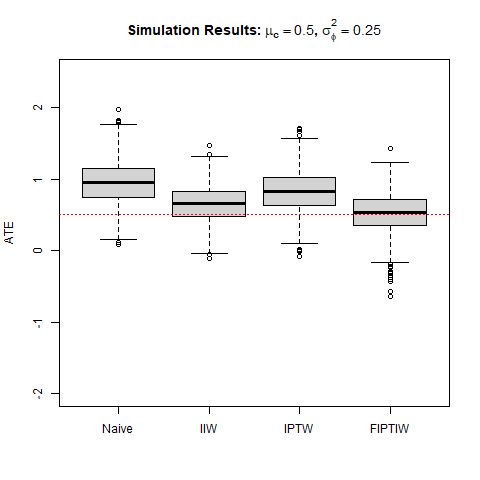 Simulation Results: μc = 0.5, σ²ϕ = 0.25
ATE
2
1
0
-1
-2
Naive IIW IPTW FIPTIW